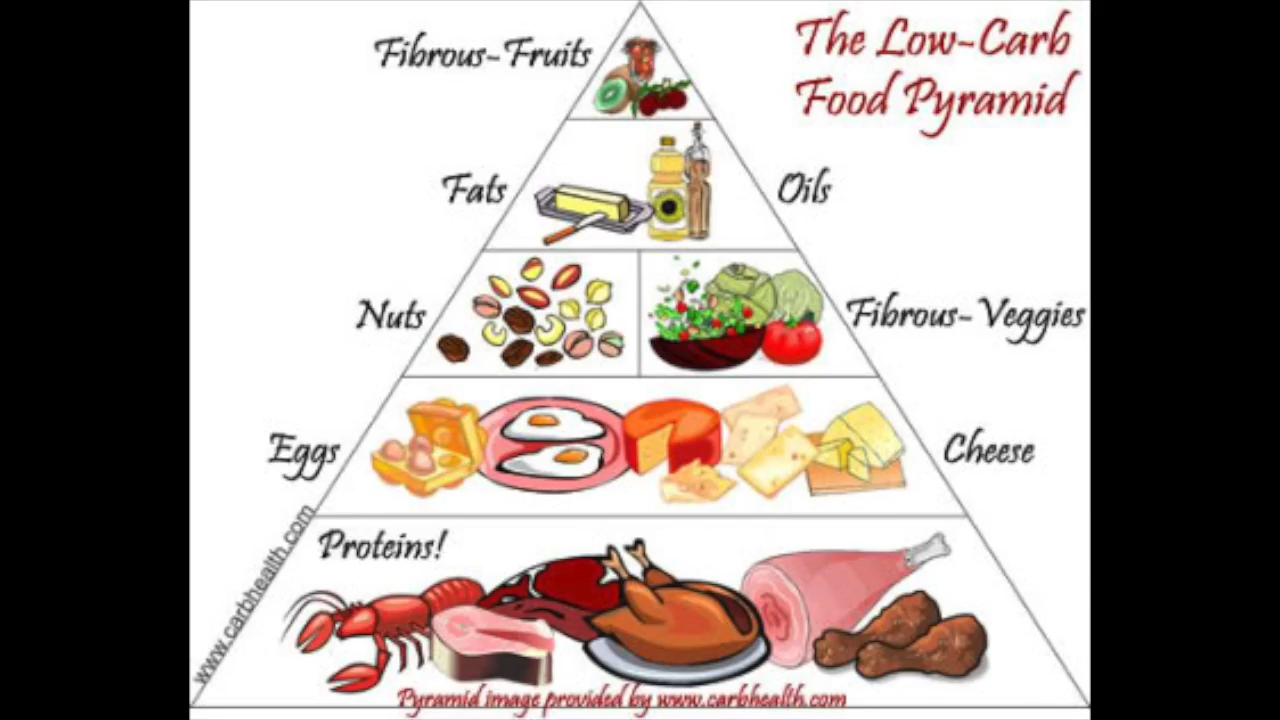 The Low-Carb
Food Pyramid
Fibrous-Fruits
Fats
Oils
Nuts
Fibrous-Veggies
Eggs
Cheese
Proteins!
www.carbhealth.com
Pyramid image provided by www.carbhealth.com